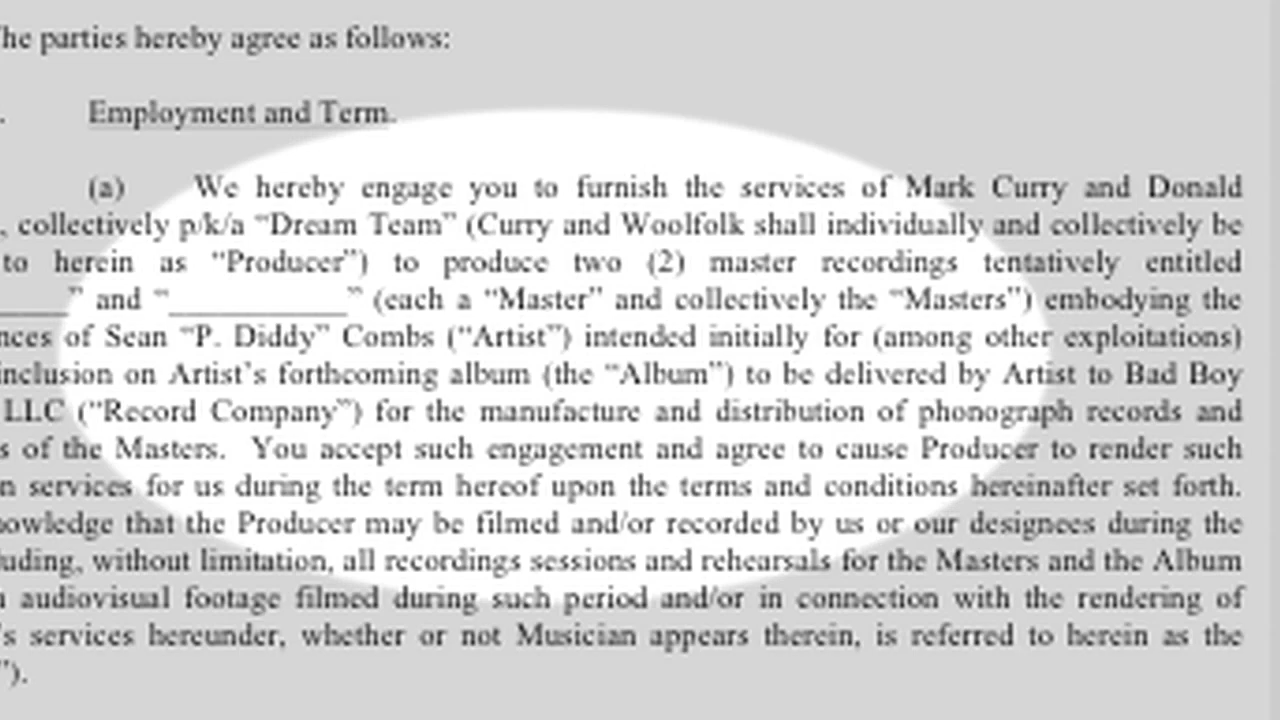 The parties hereby agree as follows:
. Employment and Term.
(a) We hereby engage you to furnish the services of Mark Curry and Donald
, collectively p/k/a “Dream Team” (Curry and Woolfolk shall individually and collectively be
to herein as “Producer”) to produce two (2) master recordings tentatively entitled
______” and “____________” (each a “Master” and collectively the “Masters”) embodying the
nces of Sean “P. Diddy” Combs (“Artist”) intended initially for (among other exploitations)
inclusion on Artist’s forthcoming album (the “Album”) to be delivered by Artist to Bad Boy
LLC (“Record Company”) for the manufacture and distribution of phonograph records and
s of the Masters. You accept such engagement and agree to cause Producer to render such
n services for us during the term hereof upon the terms and conditions hereinafter set forth.
nowledge that the Producer may be filmed and/or recorded by us or our designees during the
luding, without limitation, all recordings sessions and rehearsals for the Masters and the Album
audiovisual footage filmed during such period and/or in connection with the rendering of
’s services hereunder, whether or not Musician appears therein, is referred to herein as the
”).